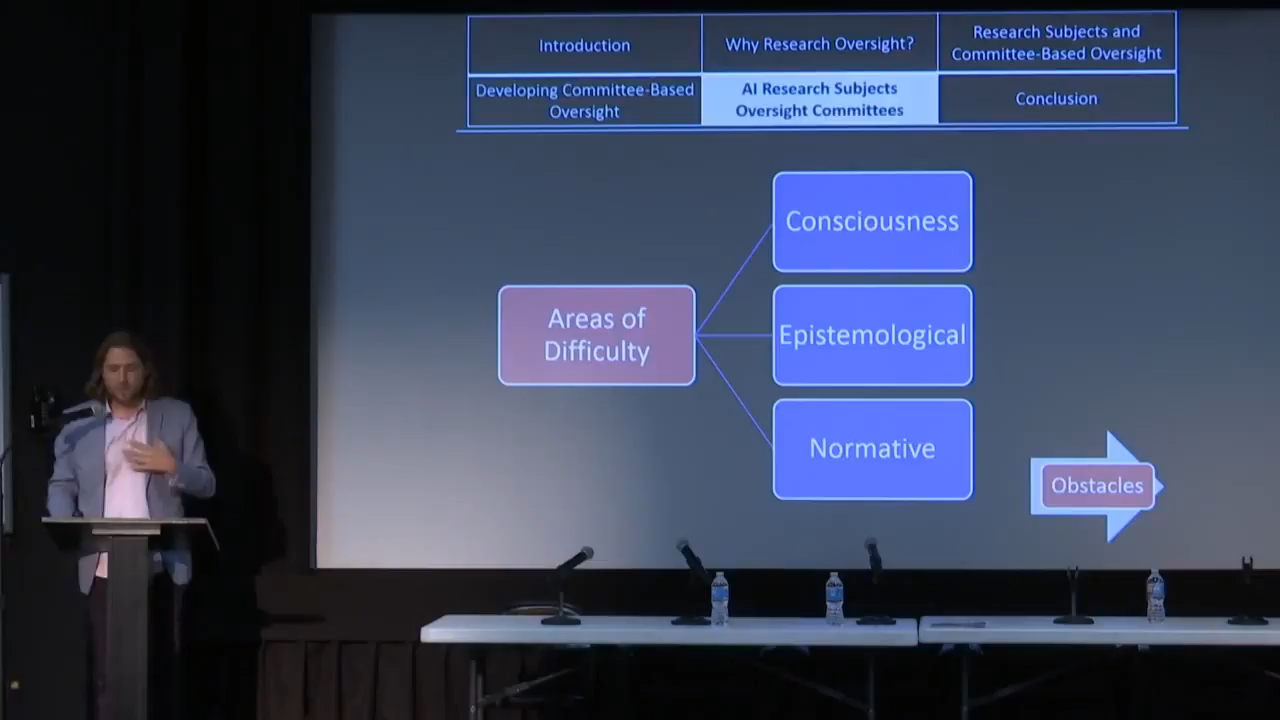 Introduction
Why Research Oversight?
Research Subjects and
Committee-Based Oversight
Developing Committee-Based
Oversight
AI Research Subjects
Oversight Committees
Conclusion
Areas of
Difficulty
Consciousness
Epistemological
Normative
Obstacles